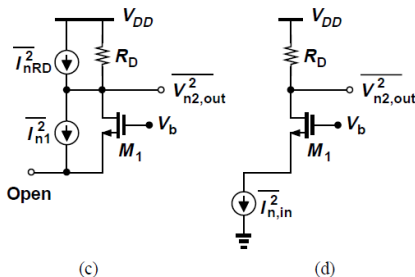 V_DD
V_DD
I²_nRD
R_D
V²_n2,out
R_D
V²_n2,out
I²_n1
V_b
M_1
V_b
M_1
Open
I²_n,in
(c)
(d)